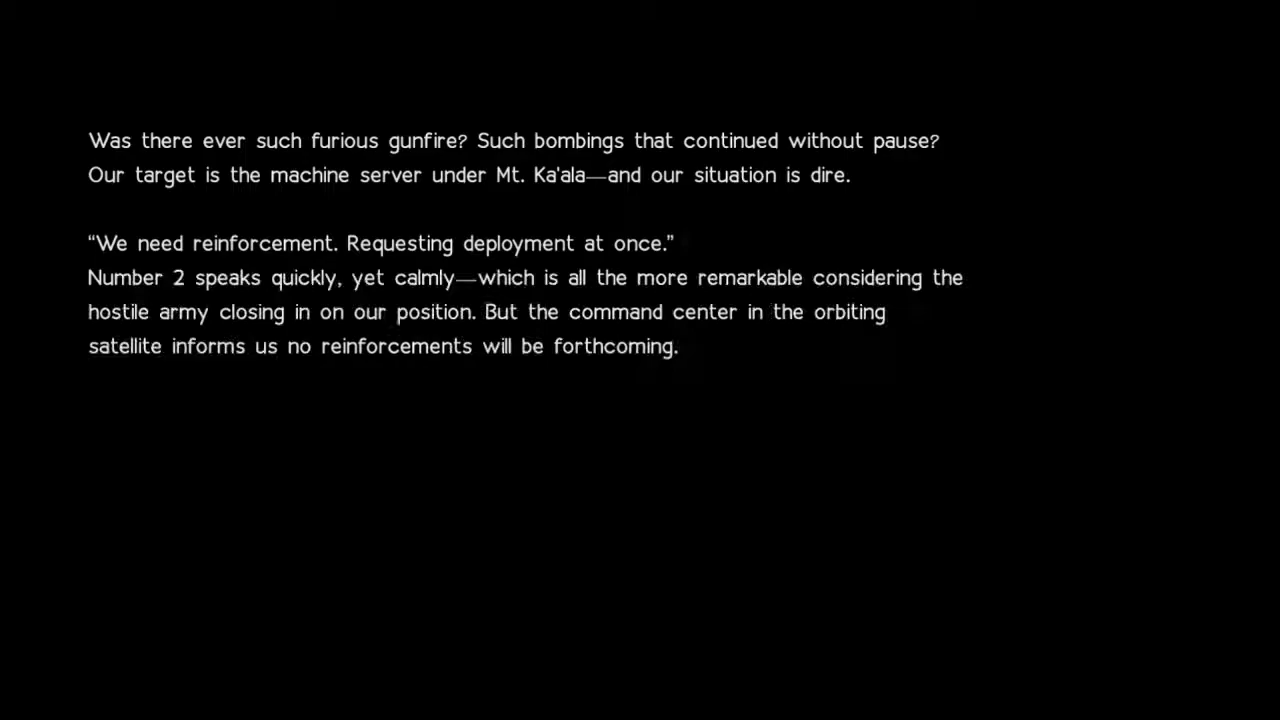 Was there ever such furious gunfire? Such bombings that continued without pause?
Our target is the machine server under Mt. Ka'ala—and our situation is dire.
“We need reinforcement. Requesting deployment at once.”
Number 2 speaks quickly, yet calmly—which is all the more remarkable considering the
hostile army closing in on our position. But the command center in the orbiting
satellite informs us no reinforcements will be forthcoming.